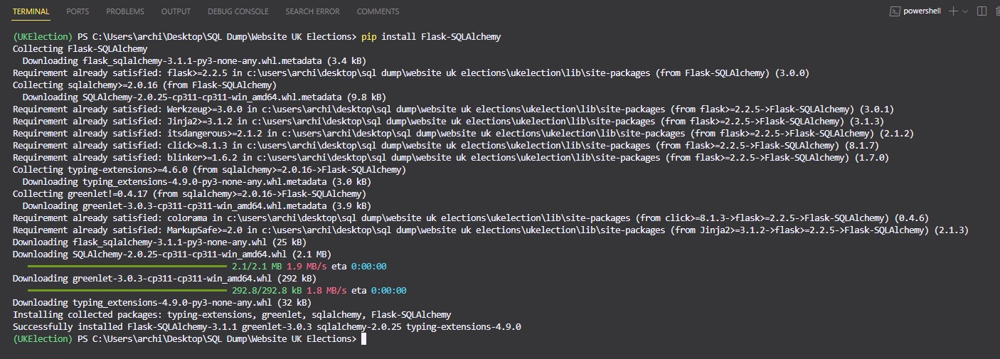 TERMINAL PORTS PROBLEMS OUTPUT DEBUG CONSOLE SEARCH ERROR COMMENTS powershell
(UKElection) PS C:\Users\archi\Desktop\SQL Dump\Website UK Elections> pip install Flask-SQLAlchemy
Collecting Flask-SQLAlchemy
Downloading flask_sqlalchemy-3.1.1-py3-none-any.whl.metadata (3.4 kB)
Requirement already satisfied: flask>=2.2.5 in c:\users\archi\desktop\sql dump\website uk elections\ukelection\lib\site-packages (from Flask-SQLAlchemy) (3.0.0)
Collecting sqlalchemy>=2.0.16 (from Flask-SQLAlchemy)
Downloading SQLAlchemy-2.0.25-cp311-cp311-win_amd64.whl.metadata (9.8 kB)
Requirement already satisfied: Werkzeug>=3.0.0 in c:\users\archi\desktop\sql dump\website uk elections\ukelection\lib\site-packages (from flask>=2.2.5->Flask-SQLAlchemy) (3.0.1)
Requirement already satisfied: Jinja2>=3.1.2 in c:\users\archi\desktop\sql dump\website uk elections\ukelection\lib\site-packages (from flask>=2.2.5->Flask-SQLAlchemy) (3.1.3)
Requirement already satisfied: itsdangerous>=2.1.2 in c:\users\archi\desktop\sql dump\website uk elections\ukelection\lib\site-packages (from flask>=2.2.5->Flask-SQLAlchemy) (2.1.2)
Requirement already satisfied: click>=8.1.3 in c:\users\archi\desktop\sql dump\website uk elections\ukelection\lib\site-packages (from flask>=2.2.5->Flask-SQLAlchemy) (8.1.7)
Requirement already satisfied: blinker>=1.6.2 in c:\users\archi\desktop\sql dump\website uk elections\ukelection\lib\site-packages (from flask>=2.2.5->Flask-SQLAlchemy) (1.7.0)
Collecting typing-extensions>=4.6.0 (from sqlalchemy>=2.0.16->Flask-SQLAlchemy)
Downloading typing_extensions-4.9.0-py3-none-any.whl.metadata (3.0 kB)
Collecting greenlet!=0.4.17 (from sqlalchemy>=2.0.16->Flask-SQLAlchemy)
Downloading greenlet-3.0.3-cp311-cp311-win_amd64.whl.metadata (3.9 kB)
Requirement already satisfied: colorama in c:\users\archi\desktop\sql dump\website uk elections\ukelection\lib\site-packages (from click>=8.1.3->flask>=2.2.5->Flask-SQLAlchemy) (0.4.6)
Requirement already satisfied: MarkupSafe>=2.0 in c:\users\archi\desktop\sql dump\website uk elections\ukelection\lib\site-packages (from Jinja2>=3.1.2->flask>=2.2.5->Flask-SQLAlchemy) (2.1.3)
Downloading flask_sqlalchemy-3.1.1-py3-none-any.whl (25 kB)
Downloading SQLAlchemy-2.0.25-cp311-cp311-win_amd64.whl (2.1 MB)
2.1/2.1 MB 1.9 MB/s eta 0:00:00
Downloading greenlet-3.0.3-cp311-cp311-win_amd64.whl (292 kB)
292.8/292.8 kB 1.8 MB/s eta 0:00:00
Downloading typing_extensions-4.9.0-py3-none-any.whl (32 kB)
Installing collected packages: typing-extensions, greenlet, sqlalchemy, Flask-SQLAlchemy
Successfully installed Flask-SQLAlchemy-3.1.1 greenlet-3.0.3 sqlalchemy-2.0.25 typing-extensions-4.9.0
(UKElection) PS C:\Users\archi\Desktop\SQL Dump\Website UK Elections>